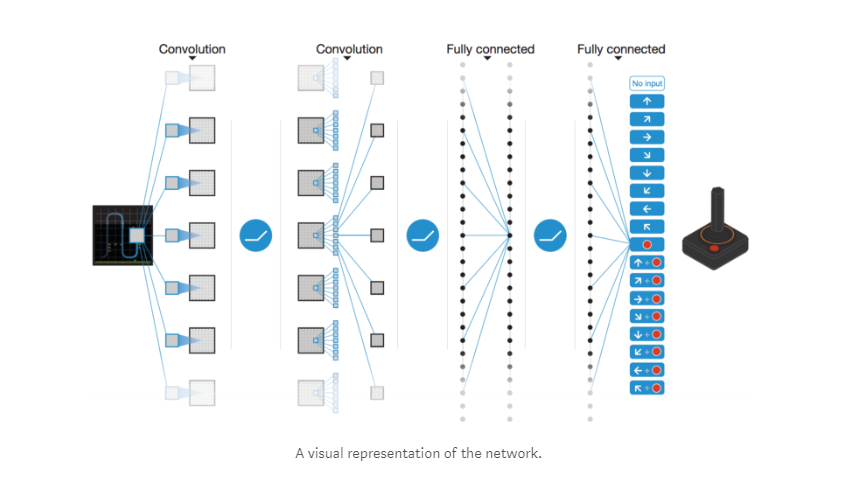 Convolution
Convolution
Fully connected
Fully connected
No input
↑
↗
→
↘
↓
↙
←
↖
↑ +
↗ +
→ +
↘ +
↓ +
↙ +
← +
↖ +
A visual representation of the network.